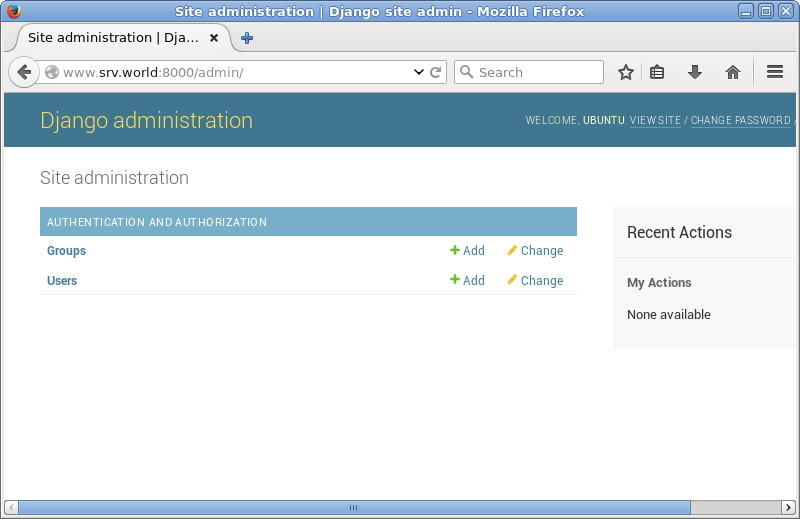 Site administration | Django site admin - Mozilla Firefox
Site administration | Dja...
www.srv.world:8000/admin/
Search
Django administration
WELCOME, UBUNTU. VIEW SITE / CHANGE PASSWORD /
Site administration
AUTHENTICATION AND AUTHORIZATION
Groups Add Change
Users Add Change
Recent Actions
My Actions
None available